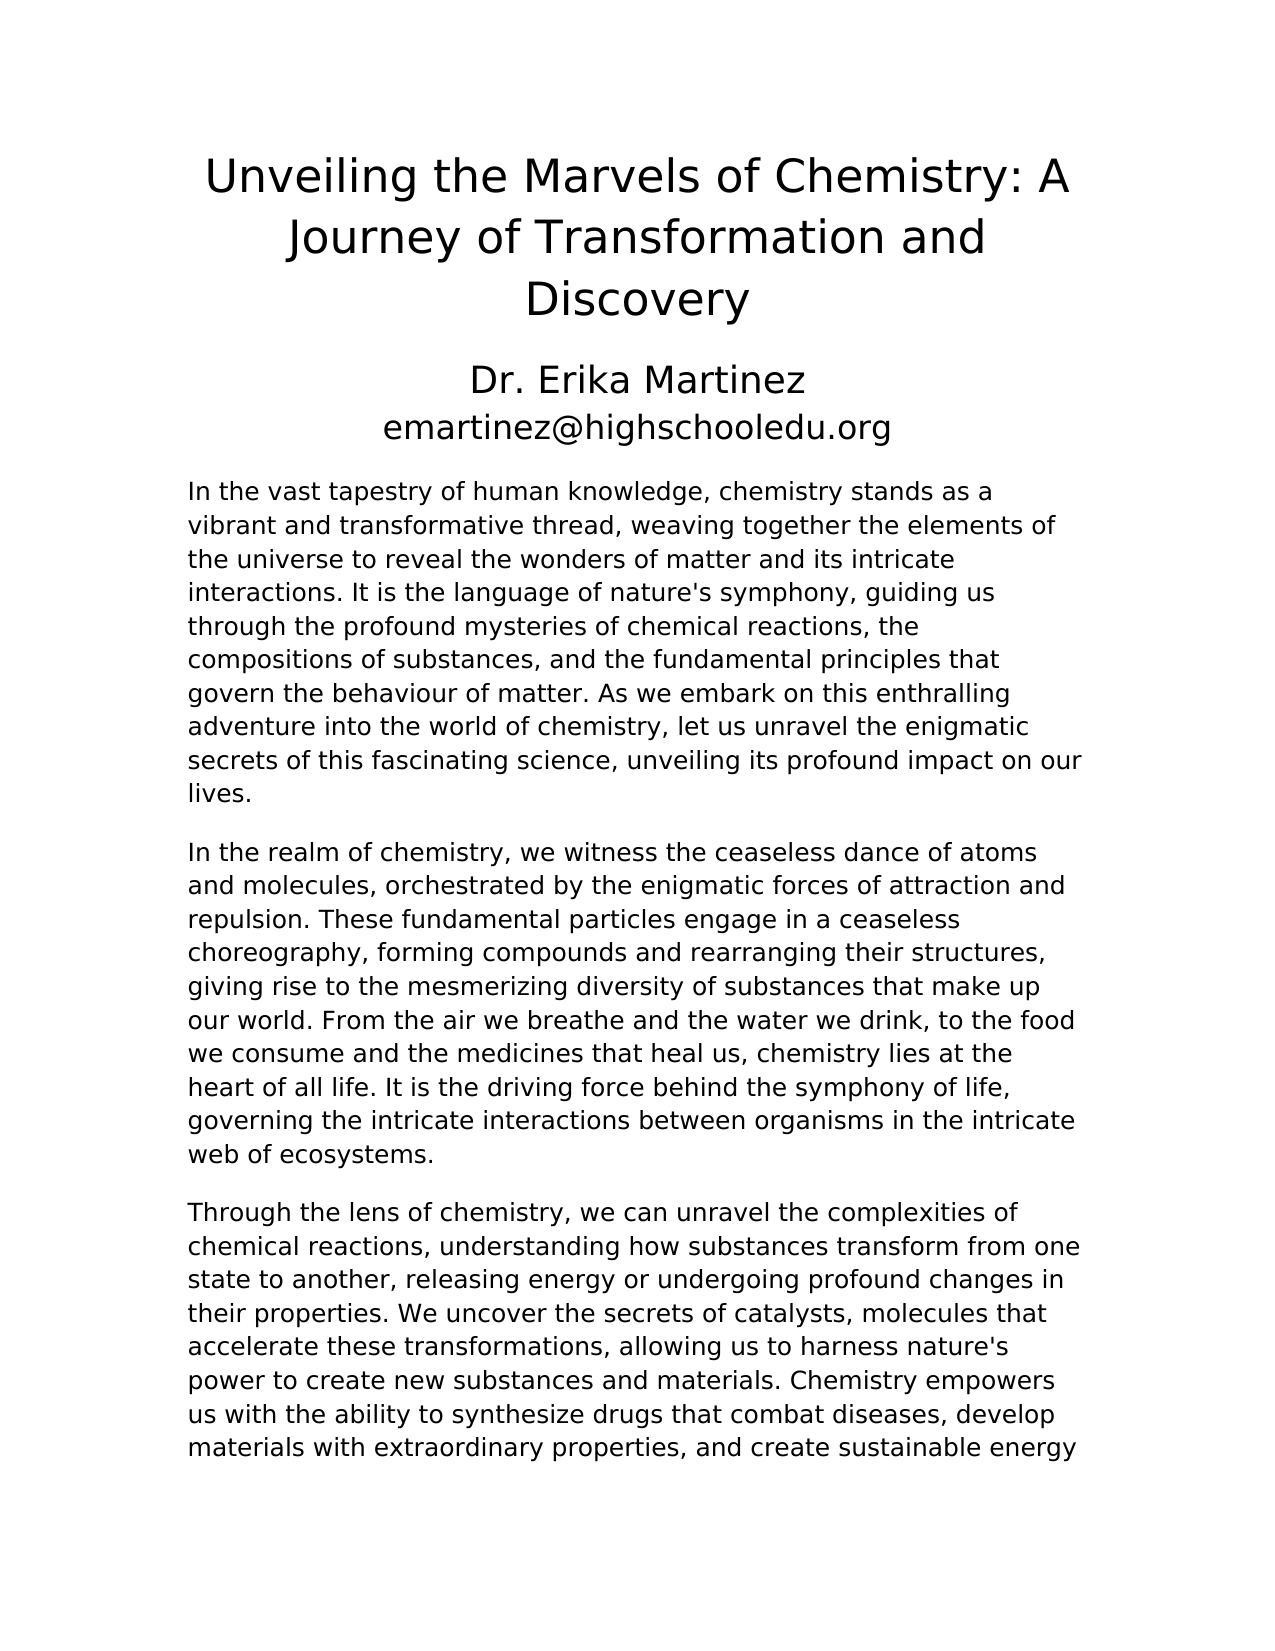 Unveiling the Marvels of Chemistry: A
Journey of Transformation and
Discovery
Dr. Erika Martinez
emartinez@highschooledu.org
In the vast tapestry of human knowledge, chemistry stands as a
vibrant and transformative thread, weaving together the elements of
the universe to reveal the wonders of matter and its intricate
interactions. It is the language of nature's symphony, guiding us
through the profound mysteries of chemical reactions, the
compositions of substances, and the fundamental principles that
govern the behaviour of matter. As we embark on this enthralling
adventure into the world of chemistry, let us unravel the enigmatic
secrets of this fascinating science, unveiling its profound impact on our
lives.
In the realm of chemistry, we witness the ceaseless dance of atoms
and molecules, orchestrated by the enigmatic forces of attraction and
repulsion. These fundamental particles engage in a ceaseless
choreography, forming compounds and rearranging their structures,
giving rise to the mesmerizing diversity of substances that make up
our world. From the air we breathe and the water we drink, to the food
we consume and the medicines that heal us, chemistry lies at the
heart of all life. It is the driving force behind the symphony of life,
governing the intricate interactions between organisms in the intricate
web of ecosystems.
Through the lens of chemistry, we can unravel the complexities of
chemical reactions, understanding how substances transform from one
state to another, releasing energy or undergoing profound changes in
their properties. We uncover the secrets of catalysts, molecules that
accelerate these transformations, allowing us to harness nature's
power to create new substances and materials. Chemistry empowers
us with the ability to synthesize drugs that combat diseases, develop
materials with extraordinary properties, and create sustainable energy